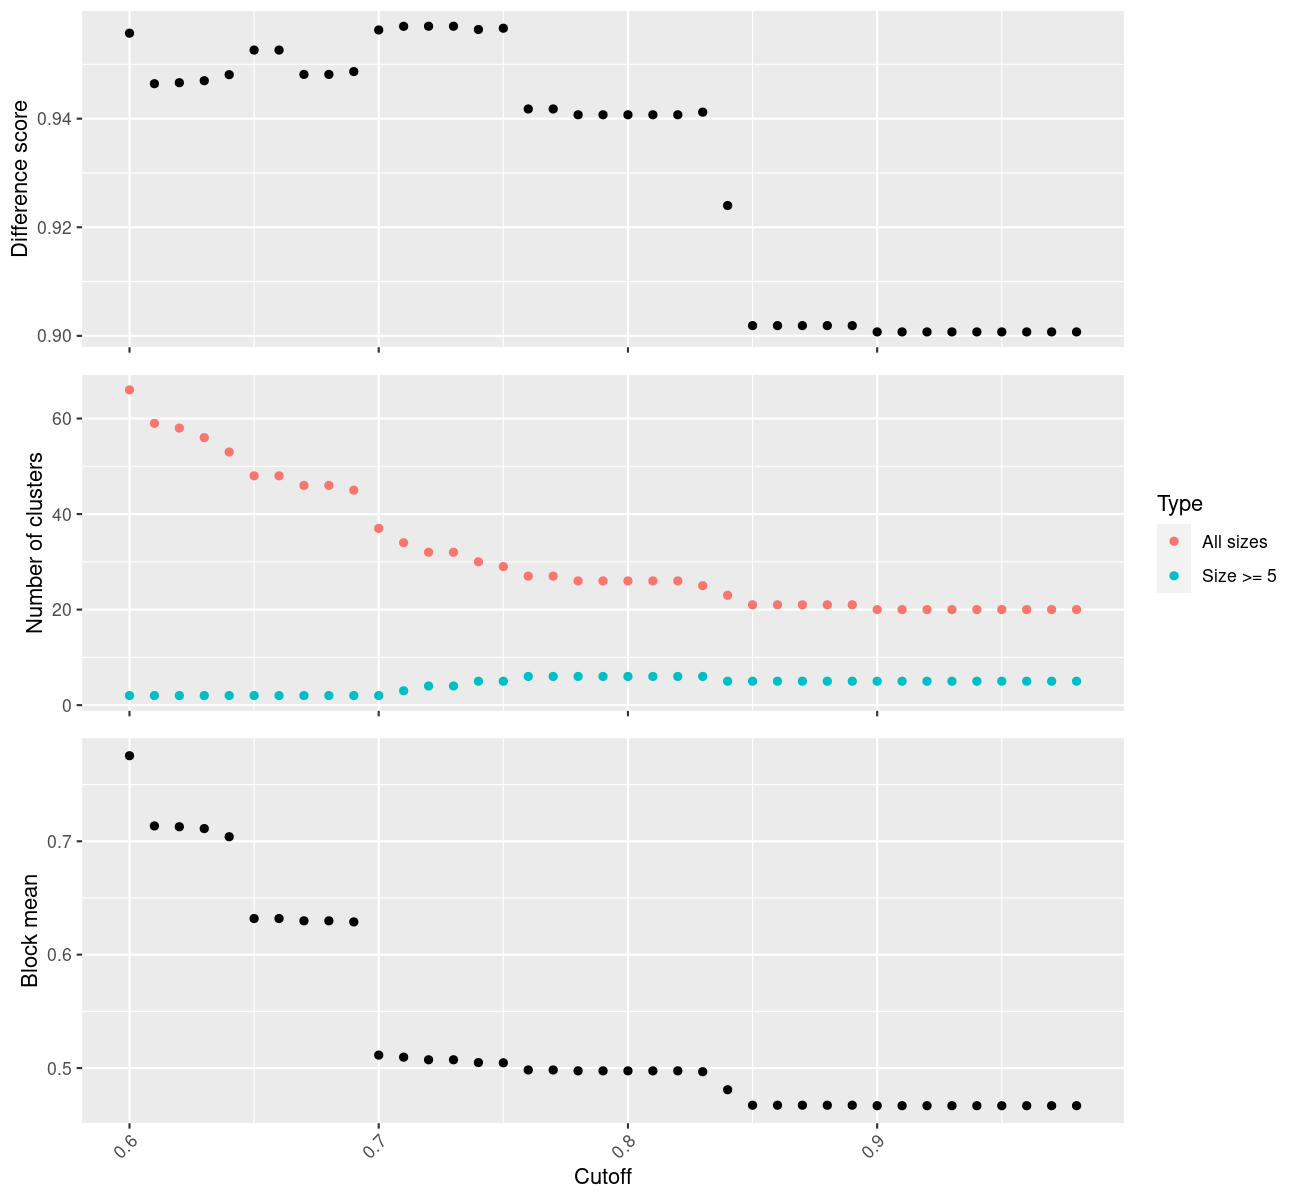 Difference score
0.94
0.92
0.90
Number of clusters
60
40
20
0
Type
All sizes
Size >= 5
Block mean
0.7
0.6
0.5
0.6 0.7 0.8 0.9
Cutoff